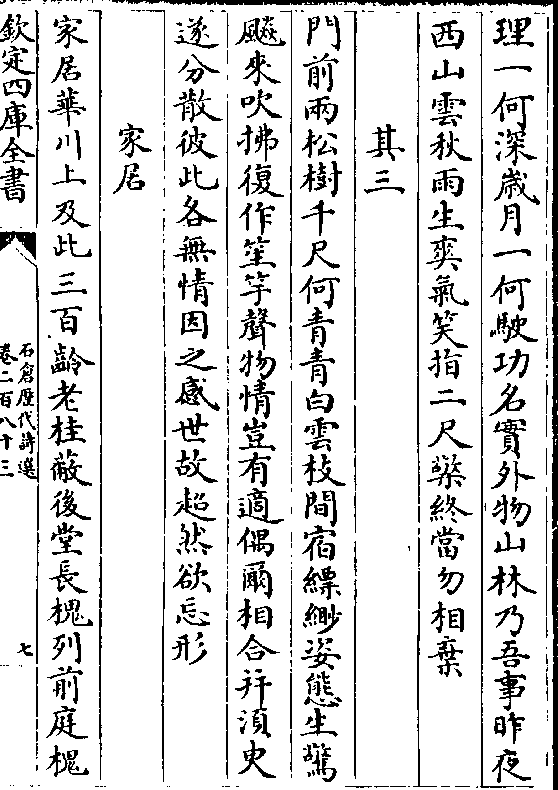 理一何深歲月一何駛功名實外物山林乃吾事昨夜
西山雲秋雨生爽氣笑指二尺檠終當勿相棄
其三
門前兩松樹千尺何青青白雲枝間宿縹緲姿態生驚
飇來吹拂復作笙竽聲物情豈有適偶爾相合并須臾
遂分散彼此各無情因之感世故超然欲忘形
家居
家居華川上及此三百齡老桂蔽後堂長槐列前庭槐
欽定四庫全書
石倉歷代詩選
卷二百八十三
七